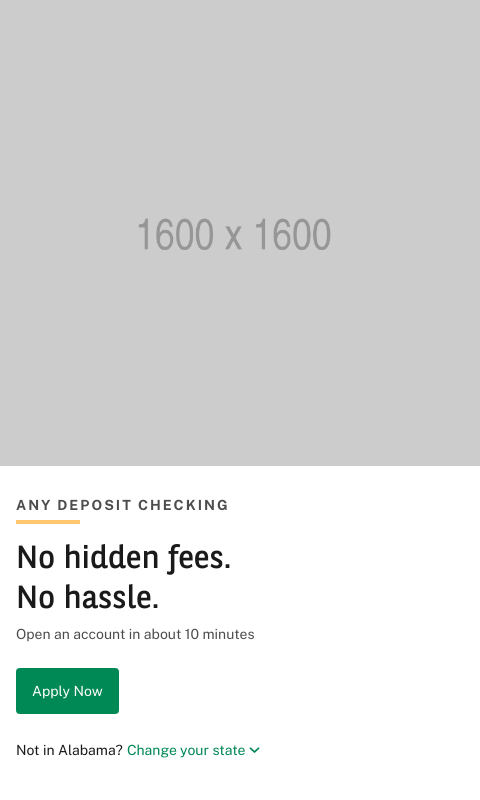 1600 x 1600
ANY DEPOSIT CHECKING
No hidden fees.
No hassle.
Open an account in about 10 minutes
Apply Now
Not in Alabama? Change your state